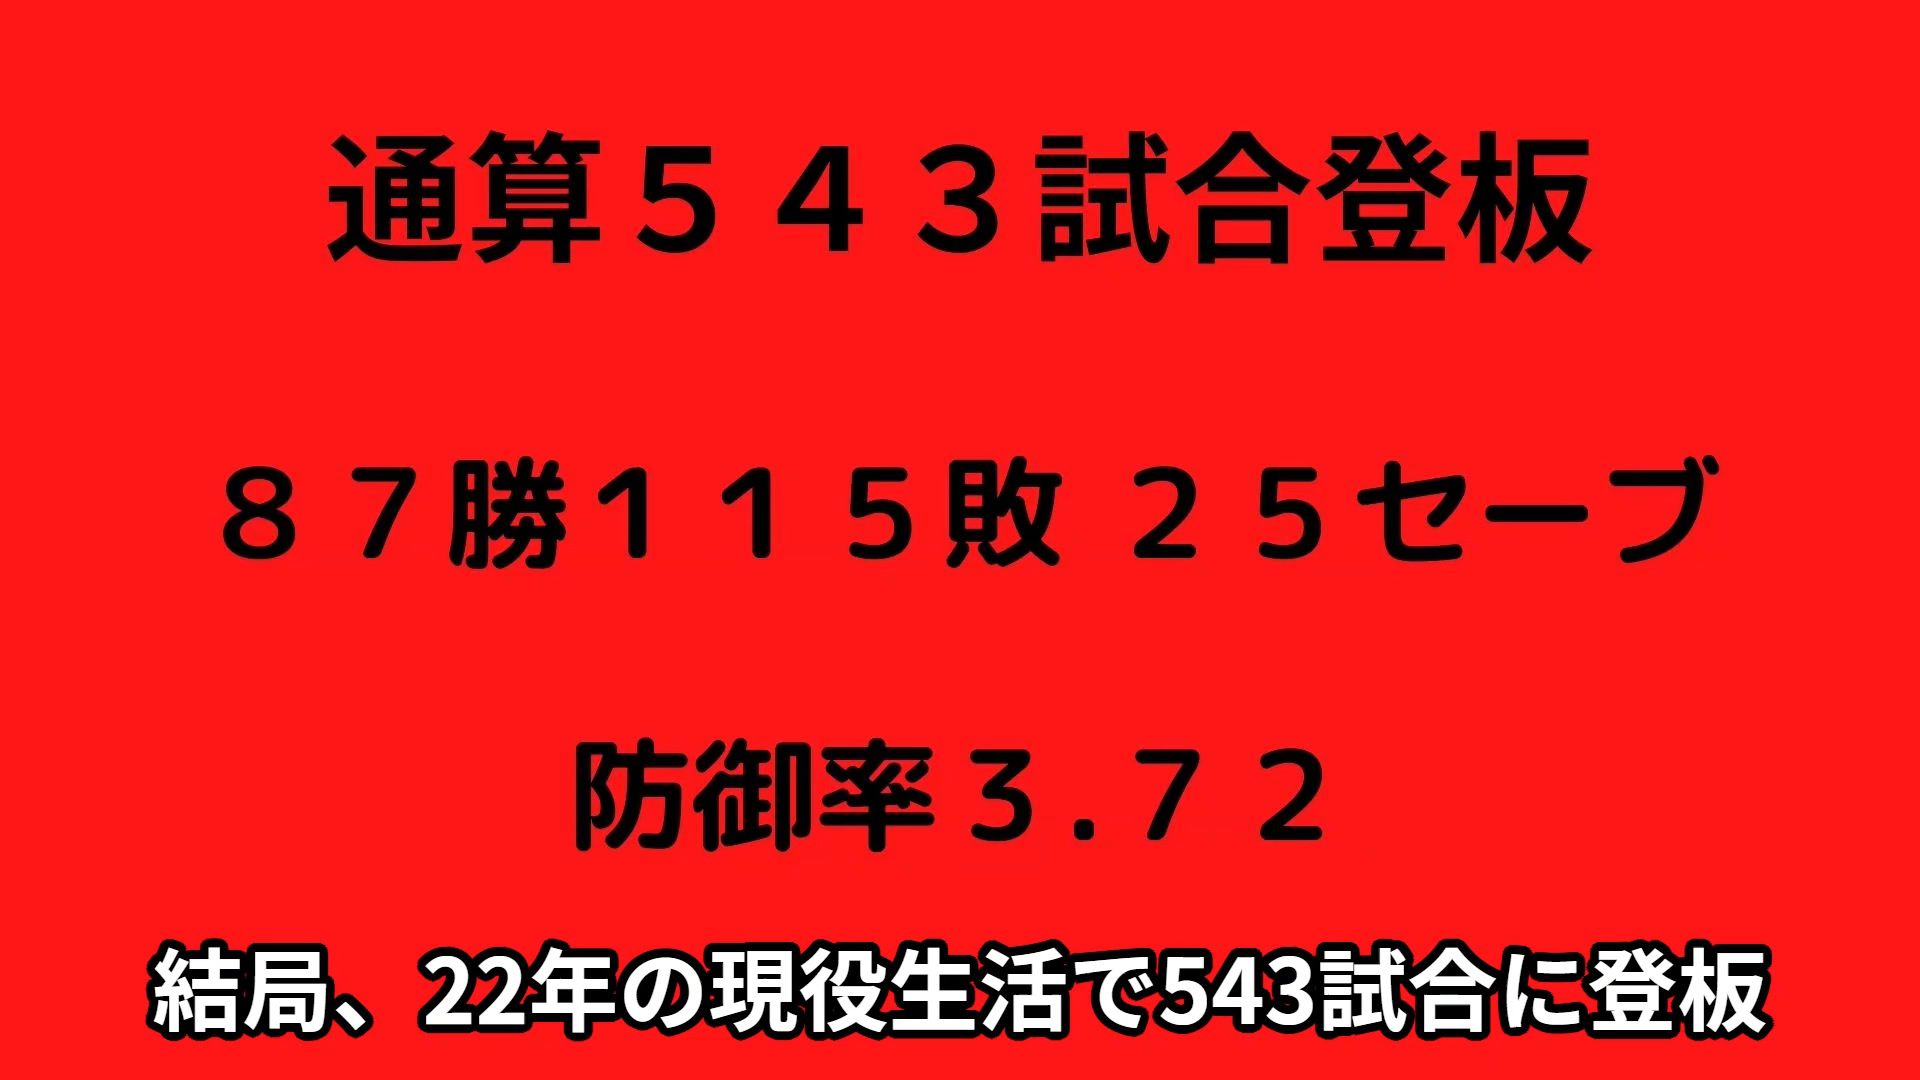 通算５４３試合登板
８７勝１１５敗 ２５セーブ
防御率３.７２
結局、22年の現役生活で543試合に登板